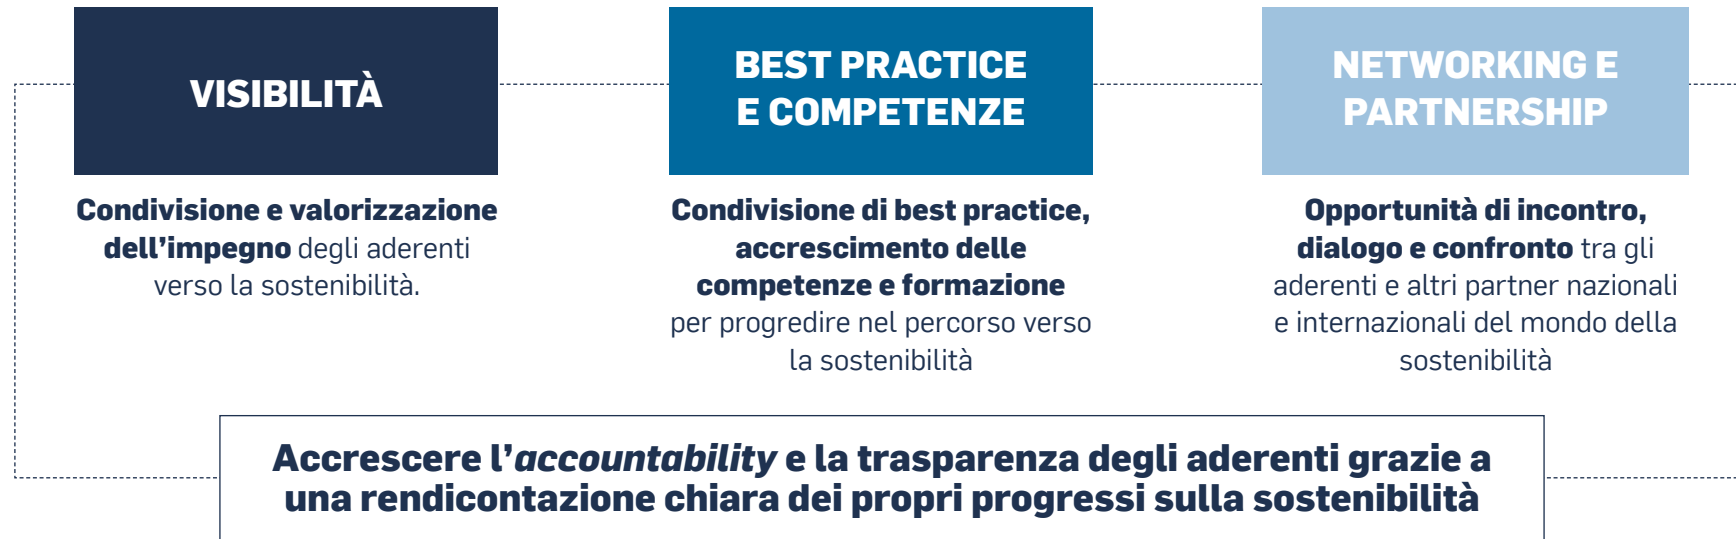 VISIBILITÀ
Condivisione e valorizzazione
dell’impegno degli aderenti
verso la sostenibilità.
BEST PRACTICE
E COMPETENZE
Condivisione di best practice,
accrescimento delle
competenze e formazione
per progredire nel percorso verso
la sostenibilità
NETWORKING E
PARTNERSHIP
Opportunità di incontro,
dialogo e confronto tra gli
aderenti e altri partner nazionali
e internazionali del mondo della
sostenibilità
Accrescere l’accountability e la trasparenza degli aderenti grazie a
una rendicontazione chiara dei propri progressi sulla sostenibilità